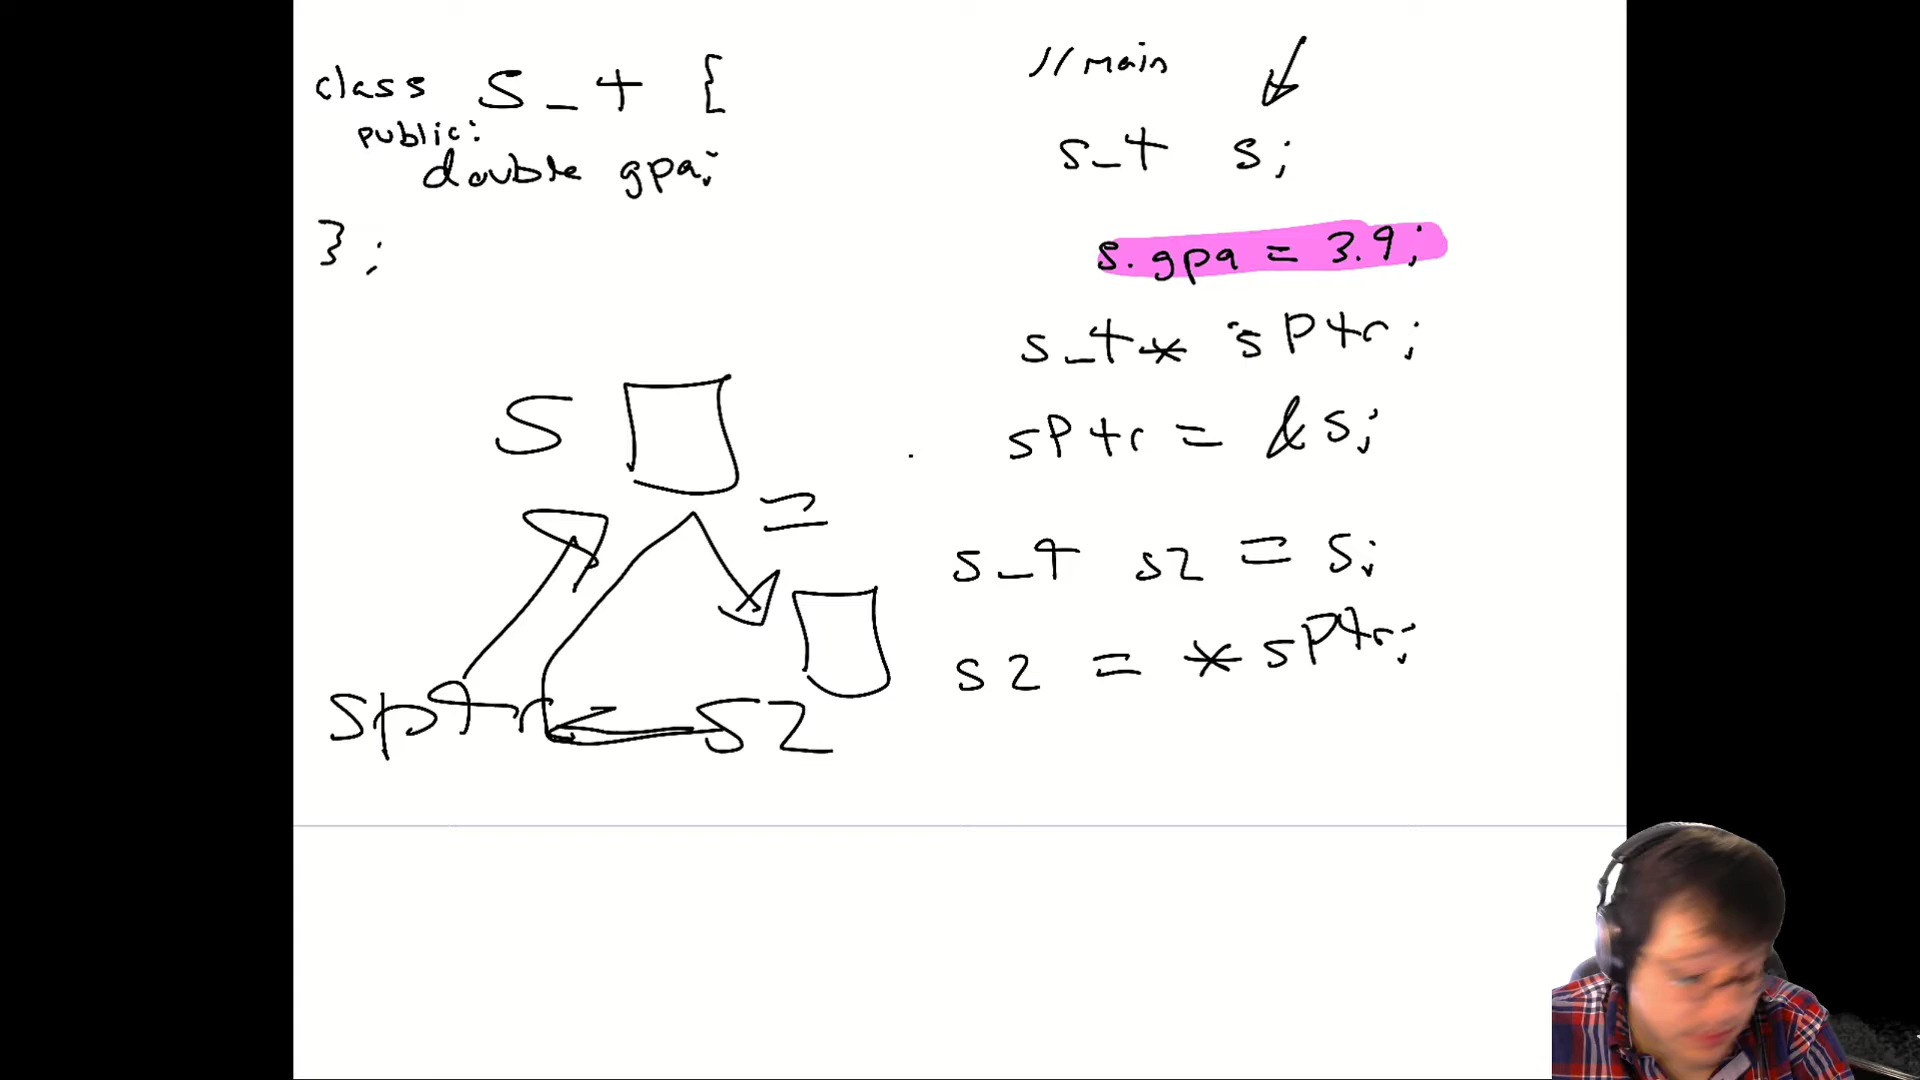 class s_t {
public:
double gpa;
};
//main
s_t s;
s.gpa = 3.9;
s_t* sPtr;
sPtr = &s;
s_t s2 = s;
s2 = *sPtr;
S
=
sptr
s2